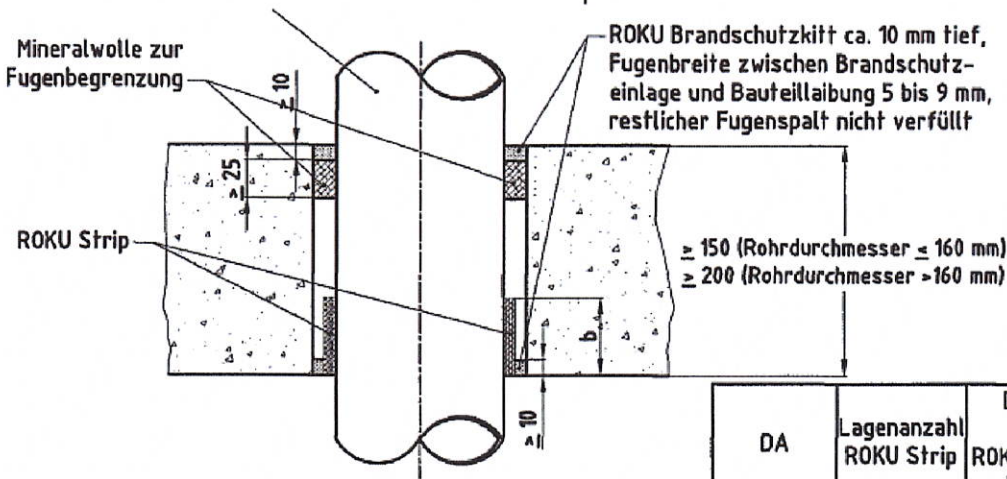 Mineralwolle zur
Fugenbegrenzung
ROKU Brandschutzkitt ca. 10 mm tief,
Fugenbreite zwischen Brandschutz-
einlage und Bauteillaibung 5 bis 9 mm,
restlicher Fugenspalt nicht verfüllt
≥ 10
≥ 25
ROKU Strip
≥ 150 (Rohrdurchmesser ≤ 160 mm)
≥ 200 (Rohrdurchmesser >160 mm)
b
≥ 10
DA
Lagenanzahl
ROKU Strip